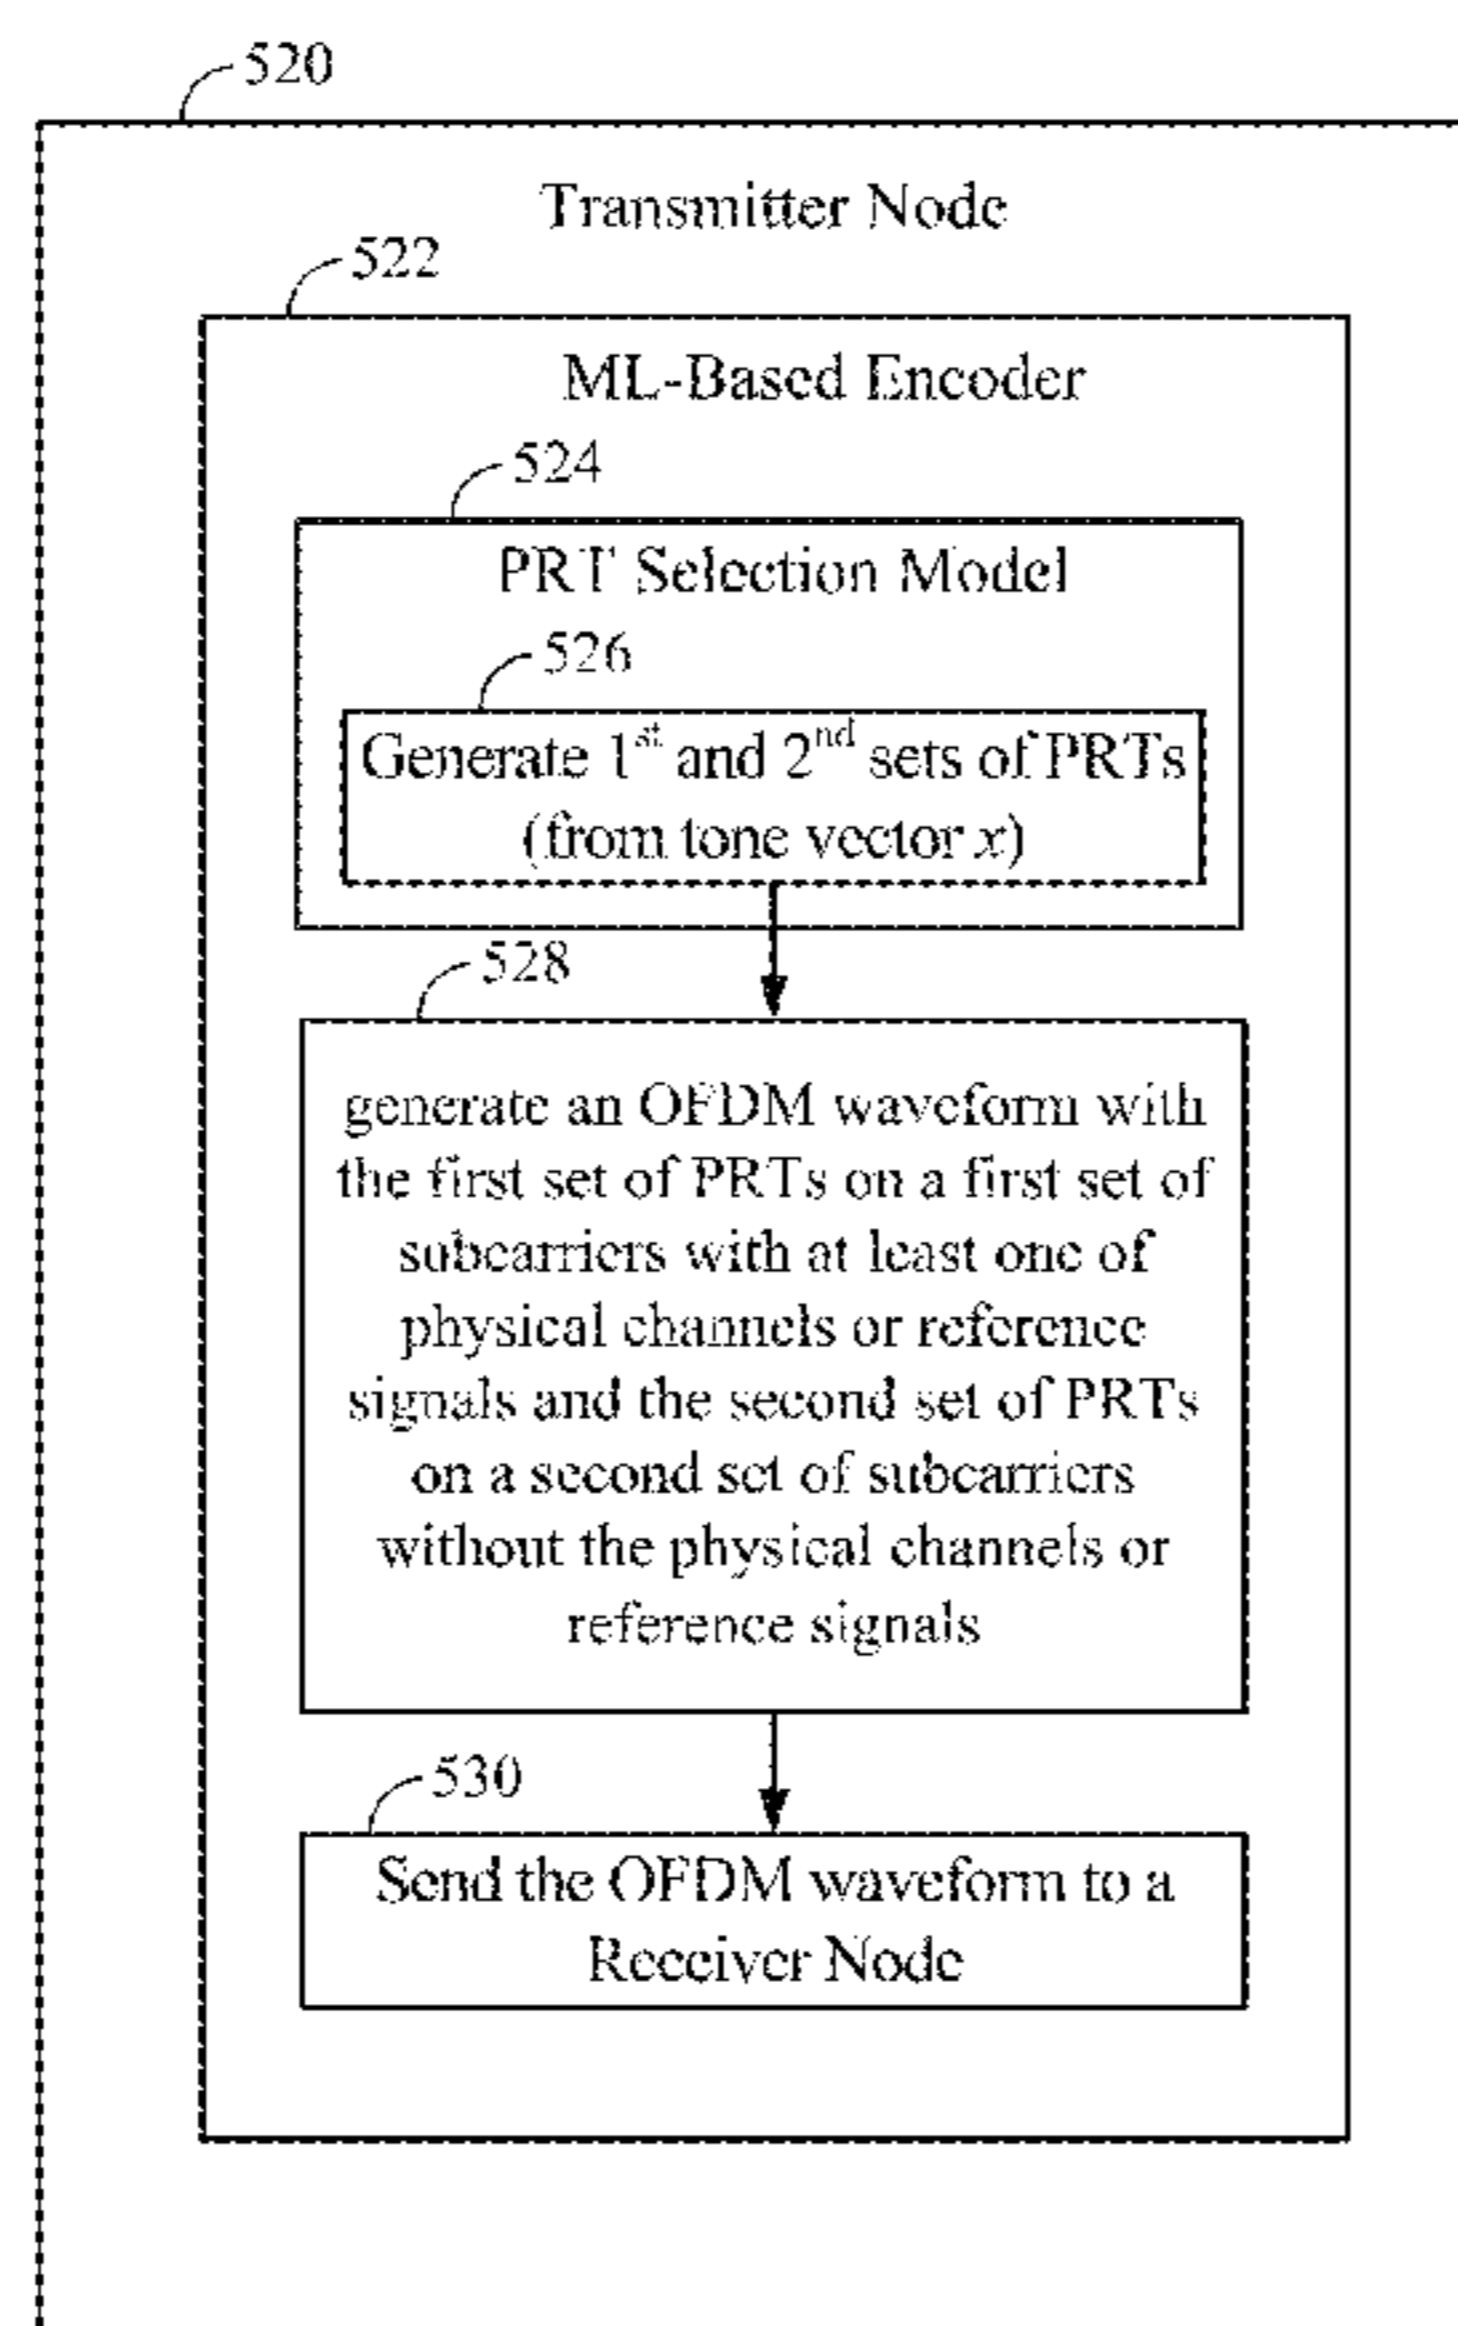 520
Transmitter Node
522
ML-Based Encoder
524
PRT Selection Model
526
Generate 1st and 2nd sets of PRTs
(from tone vector x)
528
generate an OFDM waveform with
the first set of PRTs on a first set of
subcarriers with at least one of
physical channels or reference
signals and the second set of PRTs
on a second set of subcarriers
without the physical channels or
reference signals
530
Send the OFDM waveform to a
Receiver Node